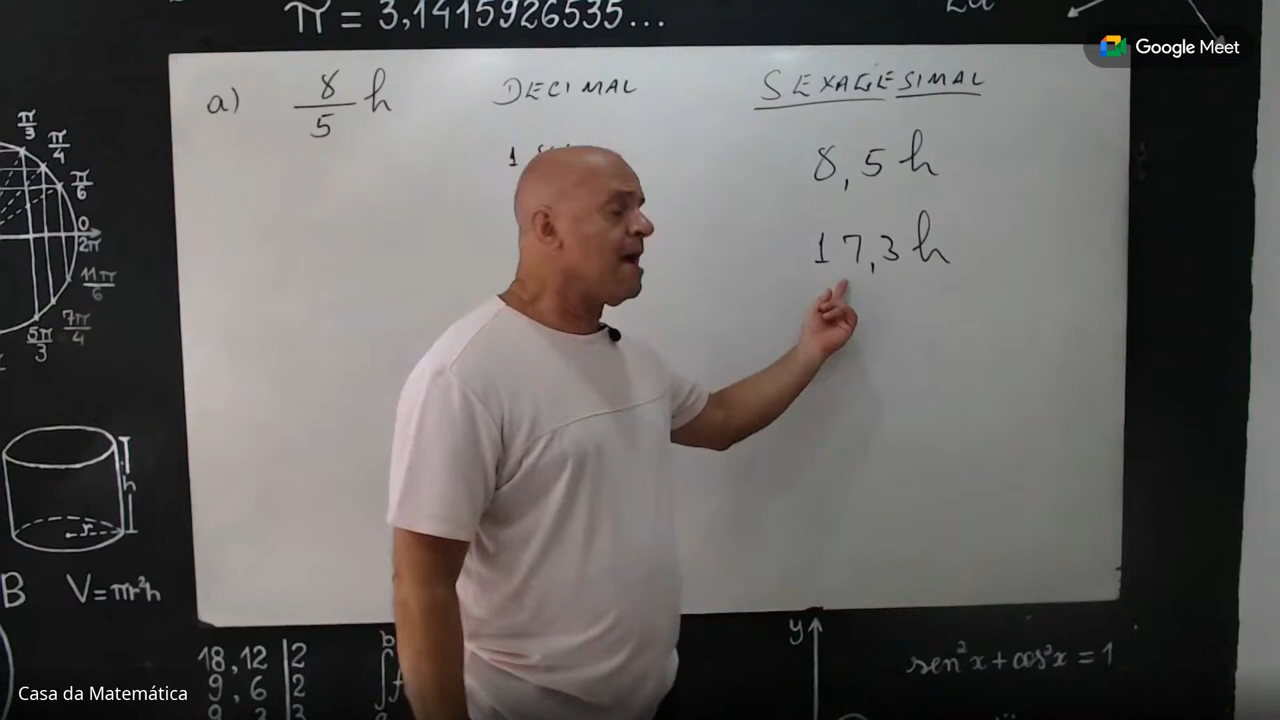 π = 3,1415926535...
Google Meet
a) 8/5 h
DECIMAL
SEXAGESIMAL
8,5 h
17,3 h
π/3
π/4
π/6
0
2π
11π/6
7π/4
5π/3
h
r
B V=πr²h
18,12 | 2
9, 6 | 2
b
y
sen²x + cos²x = 1
Casa da Matemática